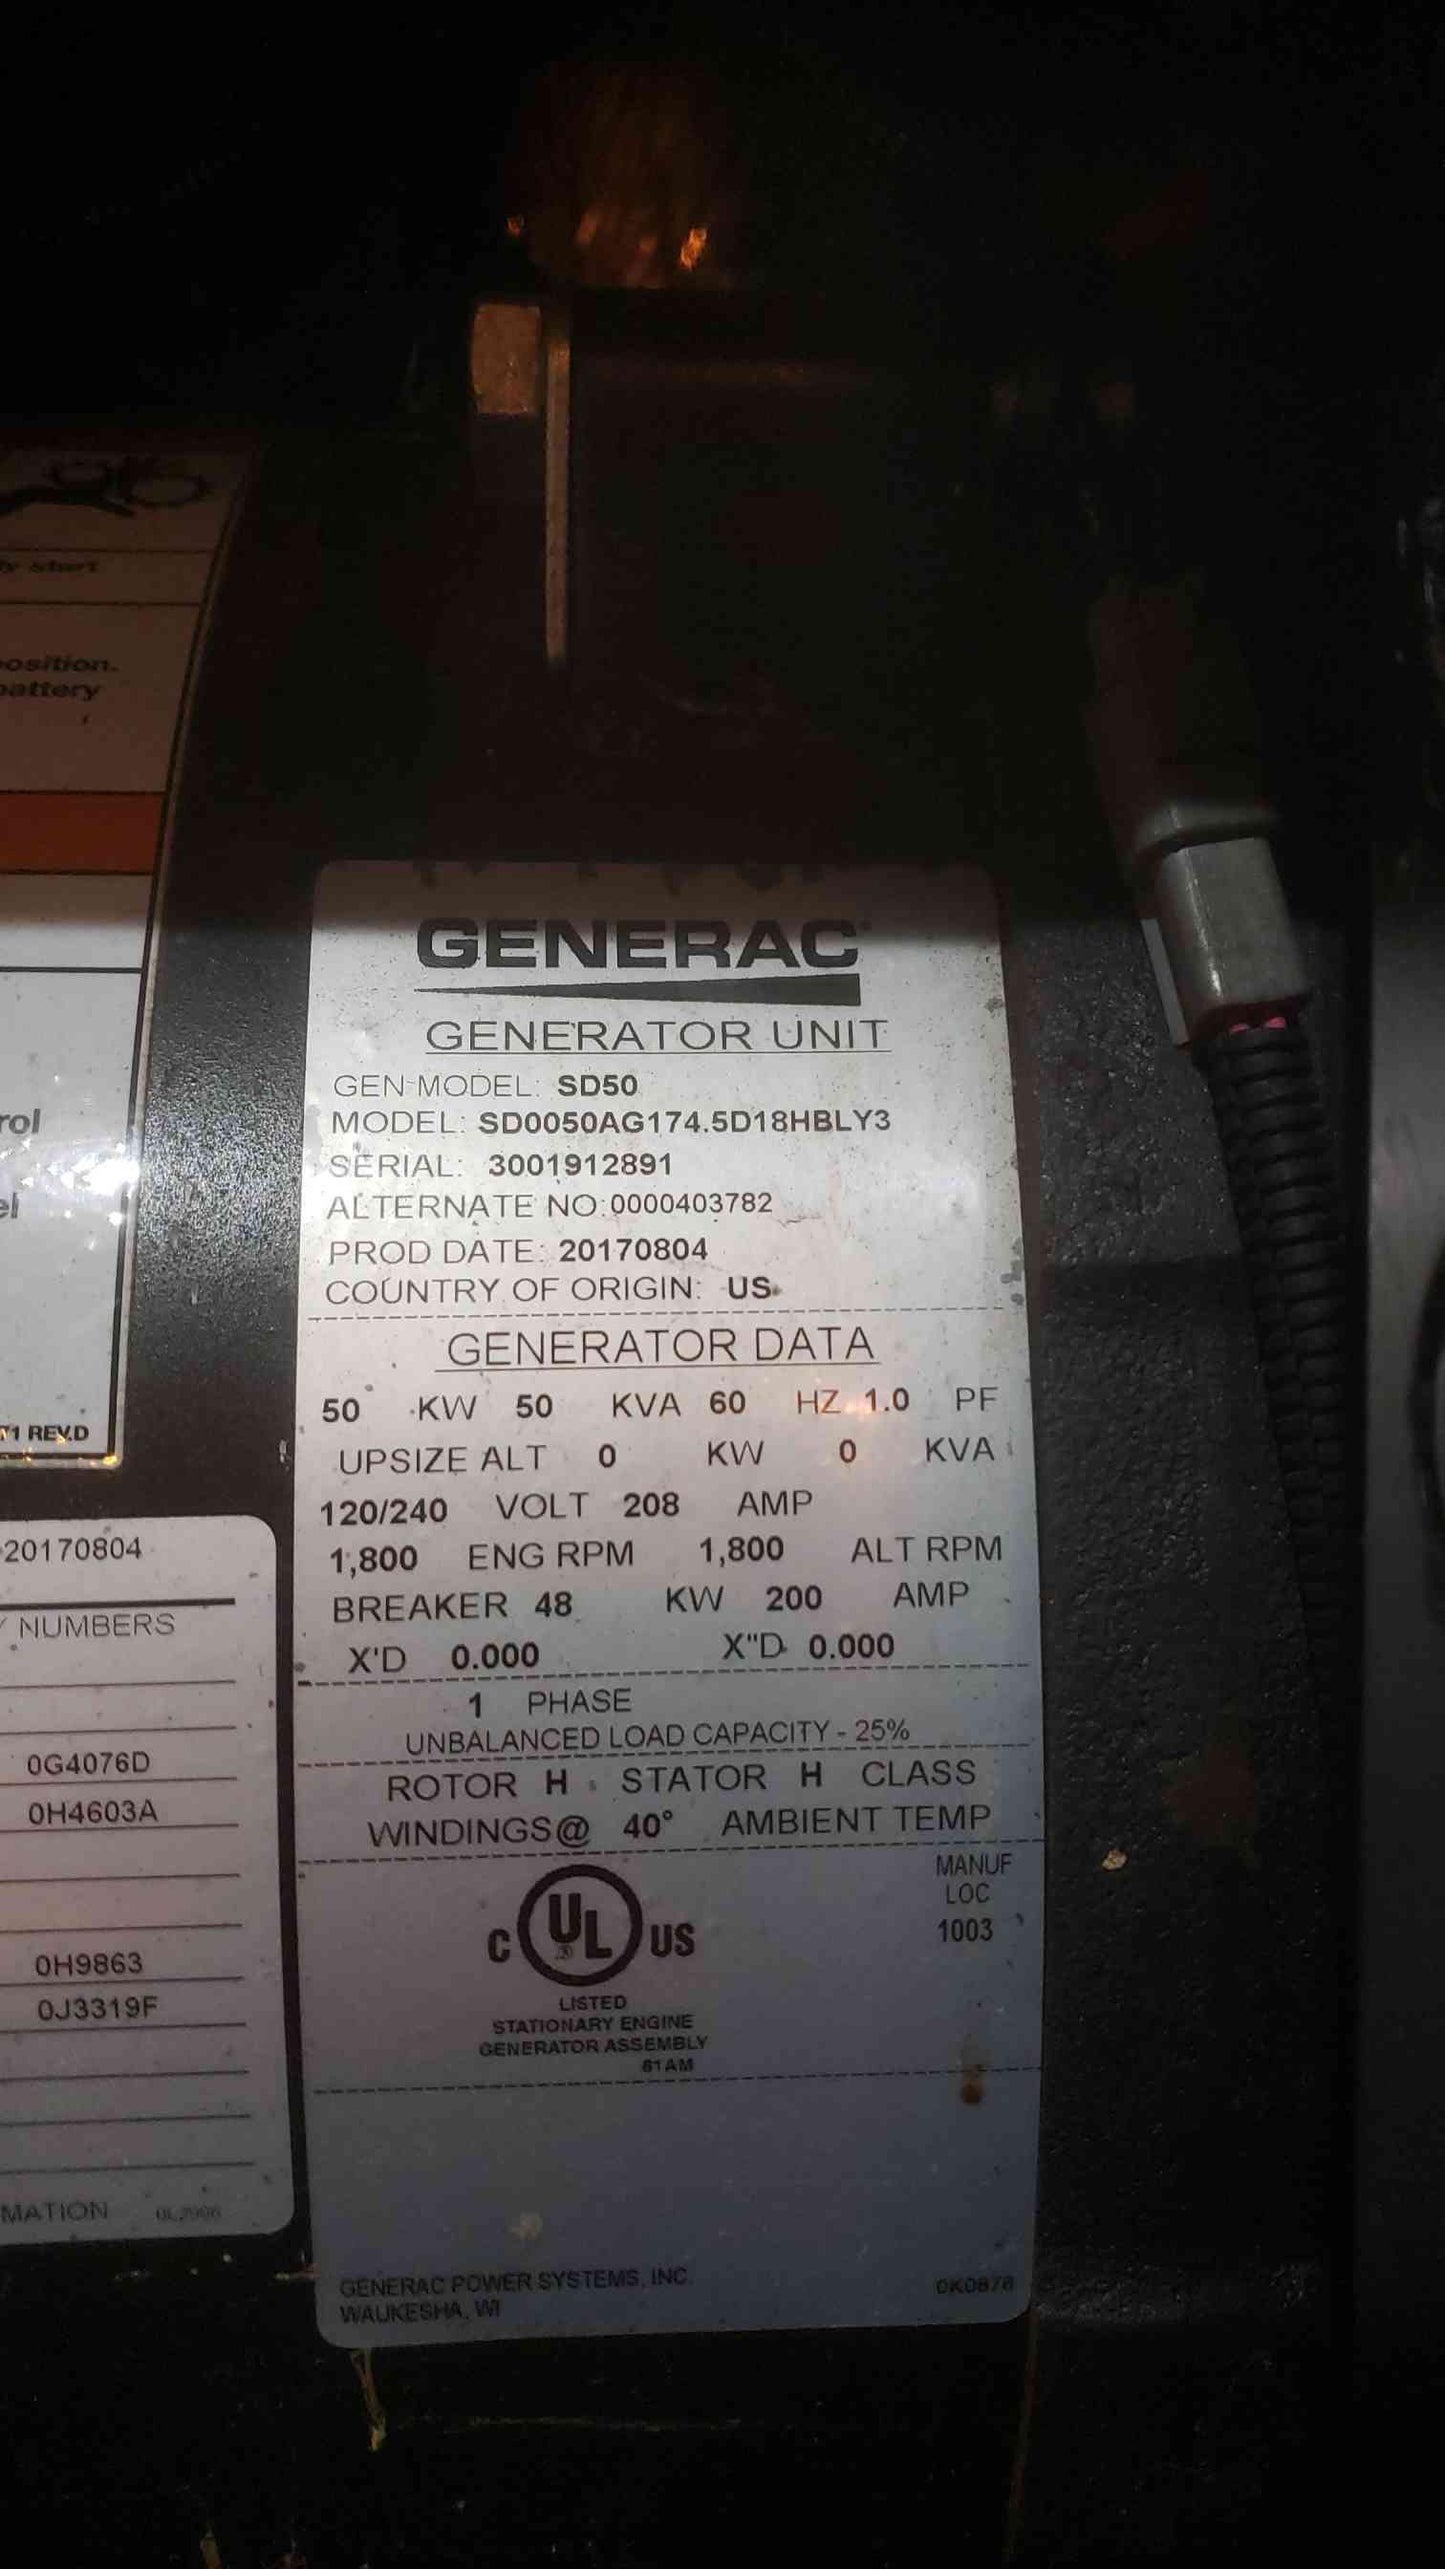 y start
position.
battery
rol
el
1 REV.D
20170804
NUMBERS
0G4076D
0H4603A
0H9863
0J3319F
MATION
GENERAC
GENERATOR UNIT
GEN-MODEL: SD50
MODEL: SD0050AG174.5D18HBLY3
SERIAL: 3001912891
ALTERNATE NO:0000403782
PROD DATE: 20170804
COUNTRY OF ORIGIN: US
GENERATOR DATA
50 KW 50 KVA 60 HZ 1.0 PF
UPSIZE ALT 0 KW 0 KVA
120/240 VOLT 208 AMP
1,800 ENG RPM 1,800 ALT RPM
BREAKER 48 KW 200 AMP
X'D 0.000 X"D 0.000
1 PHASE
UNBALANCED LOAD CAPACITY - 25%
ROTOR H STATOR H CLASS
WINDINGS@ 40° AMBIENT TEMP
MANUF
LOC
1003
C UL® US
LISTED
STATIONARY ENGINE
GENERATOR ASSEMBLY
61AM
GENERAC POWER SYSTEMS, INC.
WAUKESHA, WI
0K0878